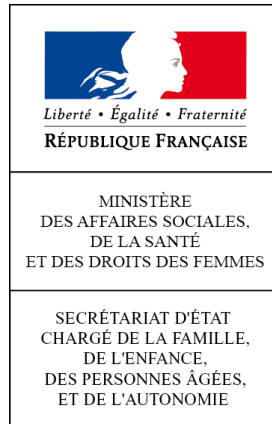 Liberté • Égalité • Fraternité
RÉPUBLIQUE FRANÇAISE
MINISTÈRE
DES AFFAIRES SOCIALES,
DE LA SANTÉ
ET DES DROITS DES FEMMES
SECRÉTARIAT D'ÉTAT
CHARGÉ DE LA FAMILLE,
DE L'ENFANCE,
DES PERSONNES ÂGÉES,
ET DE L'AUTONOMIE